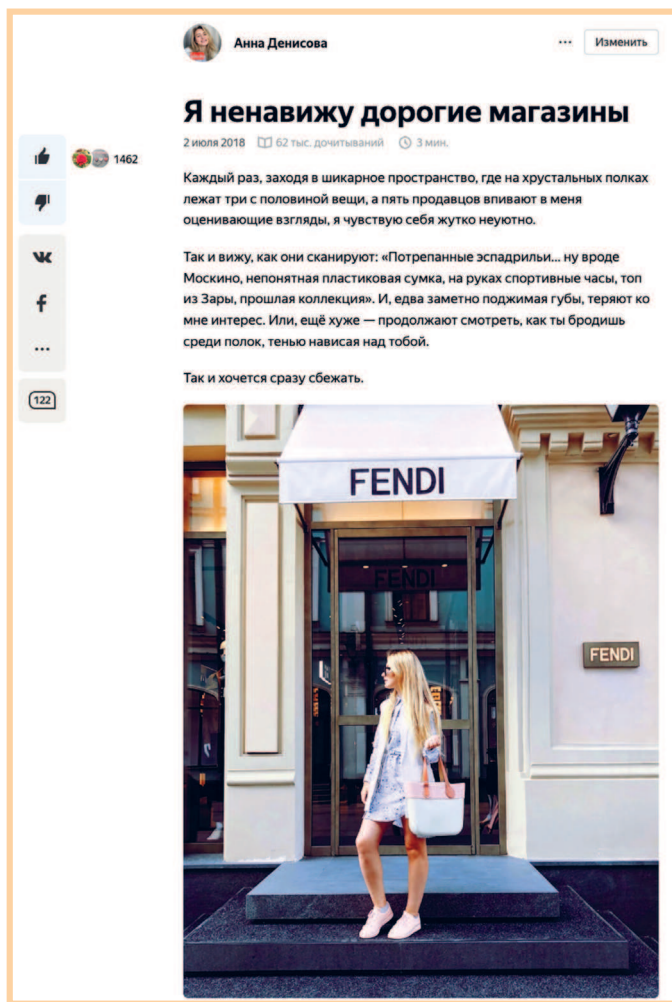 Анна Денисова
...
Изменить
Я ненавижу дорогие магазины
2 июля 2018 62 тыс. дочитываний 3 мин.
1462
Каждый раз, заходя в шикарное пространство, где на хрустальных полках
лежат три с половиной вещи, а пять продавцов впивают в меня
оценивающие взгляды, я чувствую себя жутко неуютно.
Так и вижу, как они сканируют: «Потрепанные эспадрильи... ну вроде
Москино, непонятная пластиковая сумка, на руках спортивные часы, топ
из Зары, прошлая коллекция». И, едва заметно поджимая губы, теряют ко
мне интерес. Или, ещё хуже — продолжают смотреть, как ты бродишь
среди полок, тенью нависая над тобой.
...
122
Так и хочется сразу сбежать.
FENDI
FENDI
FENDI